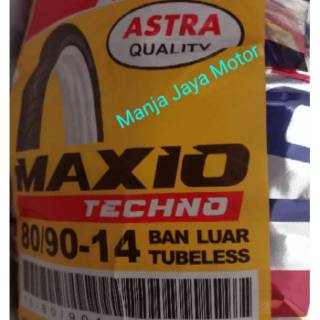 ASTRA
QUALITY
Manja Jaya Motor
MAXIO
TECHNO
80/90-14 BAN LUAR
TUBELESS